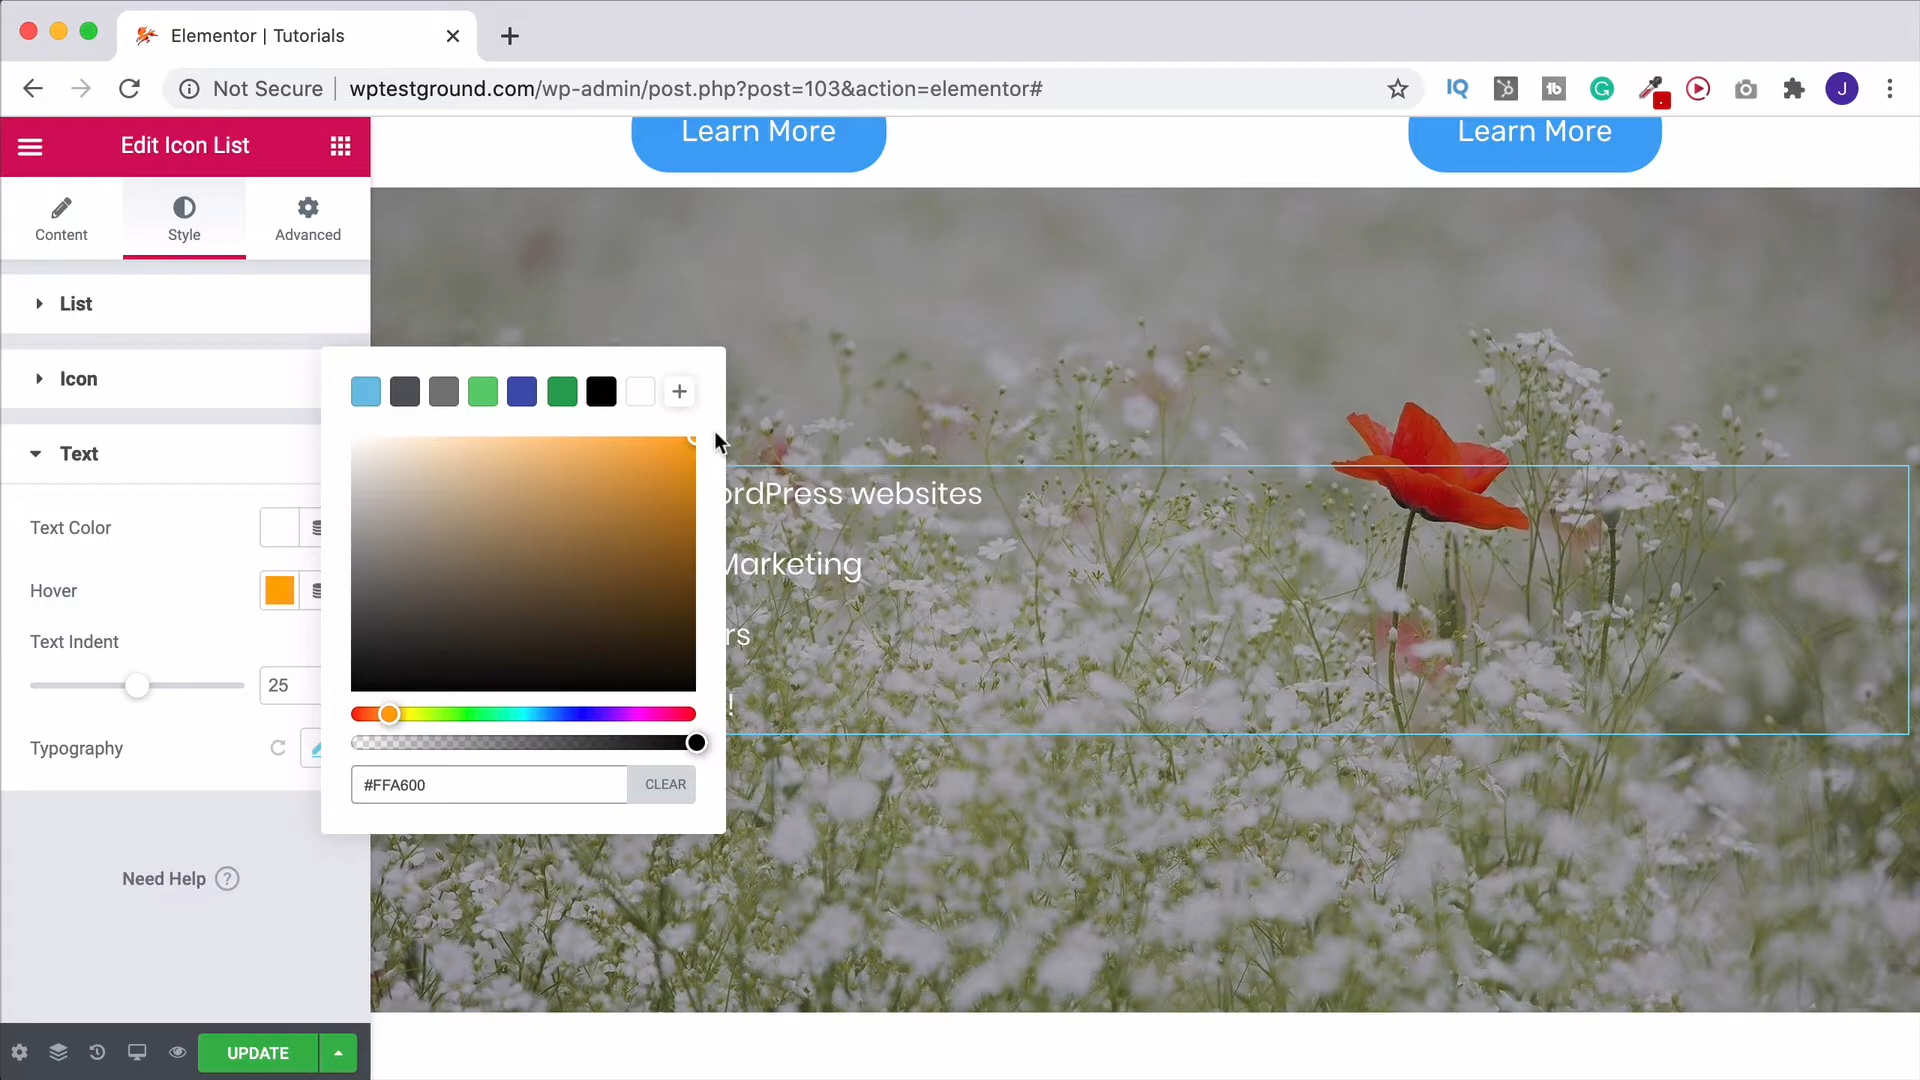 Elementor | Tutorials
Not Secure
wptestground.com/wp-admin/post.php?post=103&action=elementor#
IQ
J
Edit Icon List
Content
Style
Advanced
List
Icon
Text
Text Color
Hover
Text Indent
25
Typography
Need Help ?
UPDATE
#FFA600
CLEAR
Learn More
Learn More
ordPress websites
Marketing
rs
!